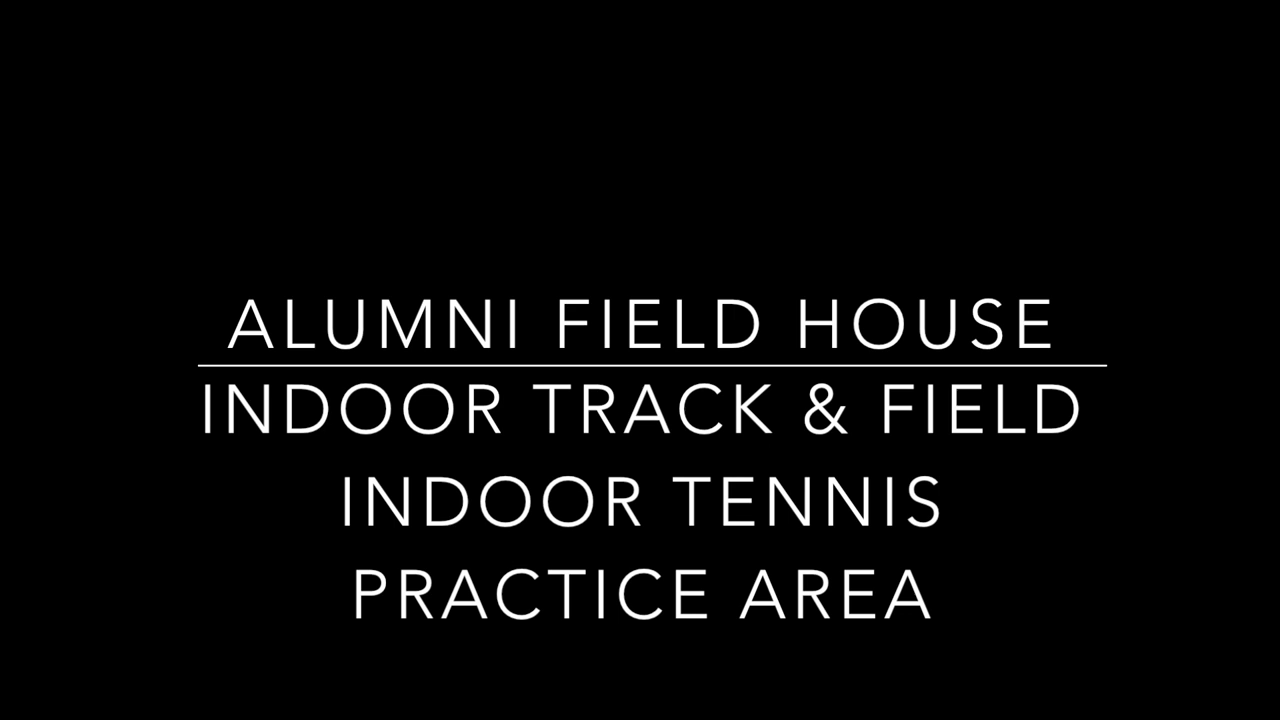 ALUMNI FIELD HOUSE
INDOOR TRACK & FIELD
INDOOR TENNIS
PRACTICE AREA